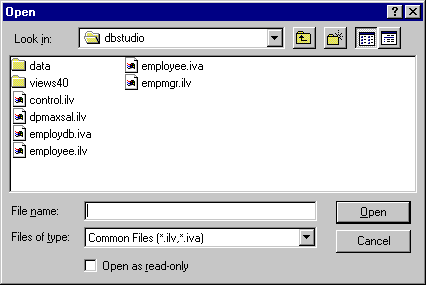 Open
Look in: dbstudio
data
views40
control.ilv
dpmaxsal.ilv
employdb.iva
employee.ilv
employee.iva
empmgr.ilv
File name:
Open
Files of type: Common Files (*.ilv,*.iva)
Cancel
Open as read-only